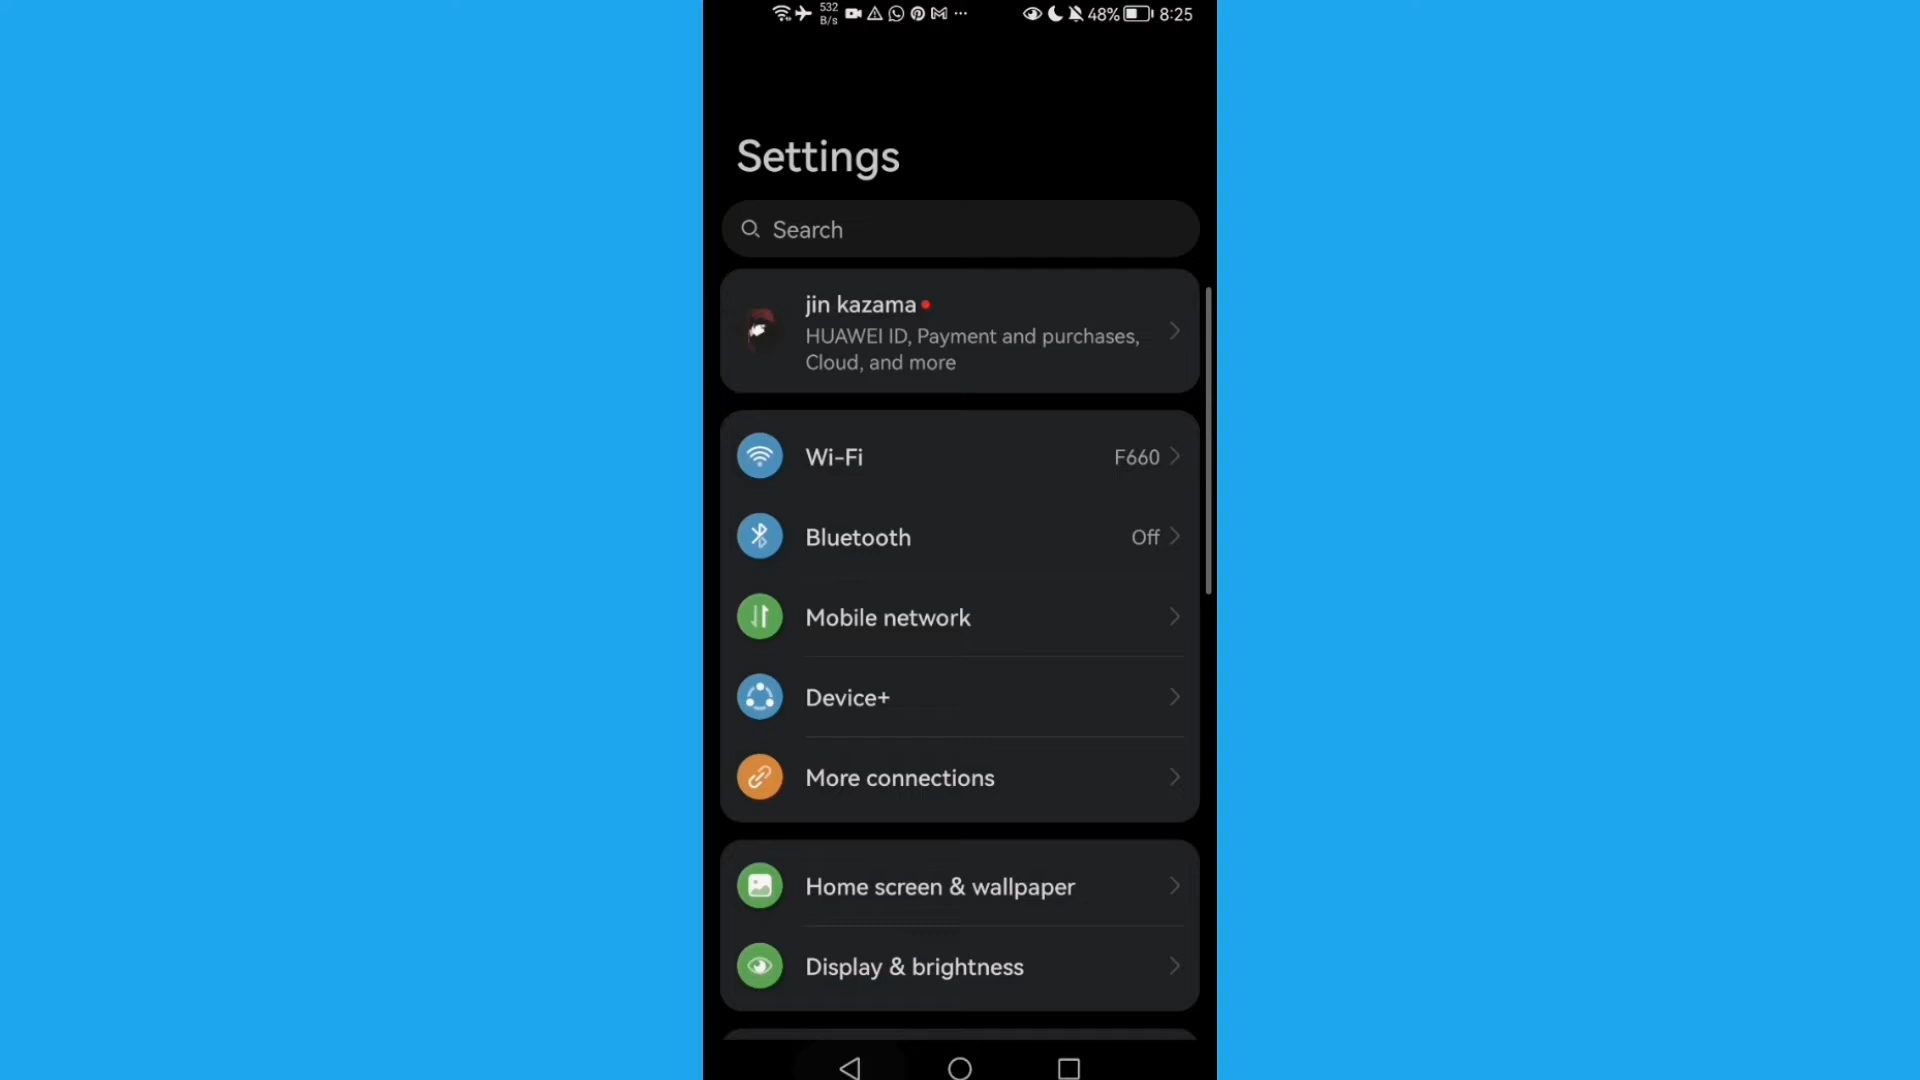 532
B/s
48%
8:25
Settings
Search
jin kazama
HUAWEI ID, Payment and purchases,
Cloud, and more
Wi-Fi
F660
Bluetooth
Off
Mobile network
Device+
More connections
Home screen & wallpaper
Display & brightness